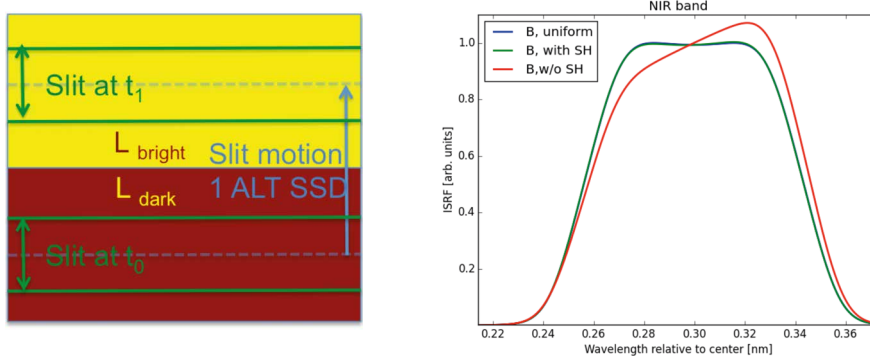 Slit at t1
L bright
Slit motion
L dark
1 ALT SSD
Slit at t0
NIR band
B, uniform
B, with SH
B,w/o SH
ISRF [arb. units]
1.0
0.8
0.6
0.4
0.2
0.22 0.24 0.26 0.28 0.30 0.32 0.34 0.36
Wavelength relative to center [nm]